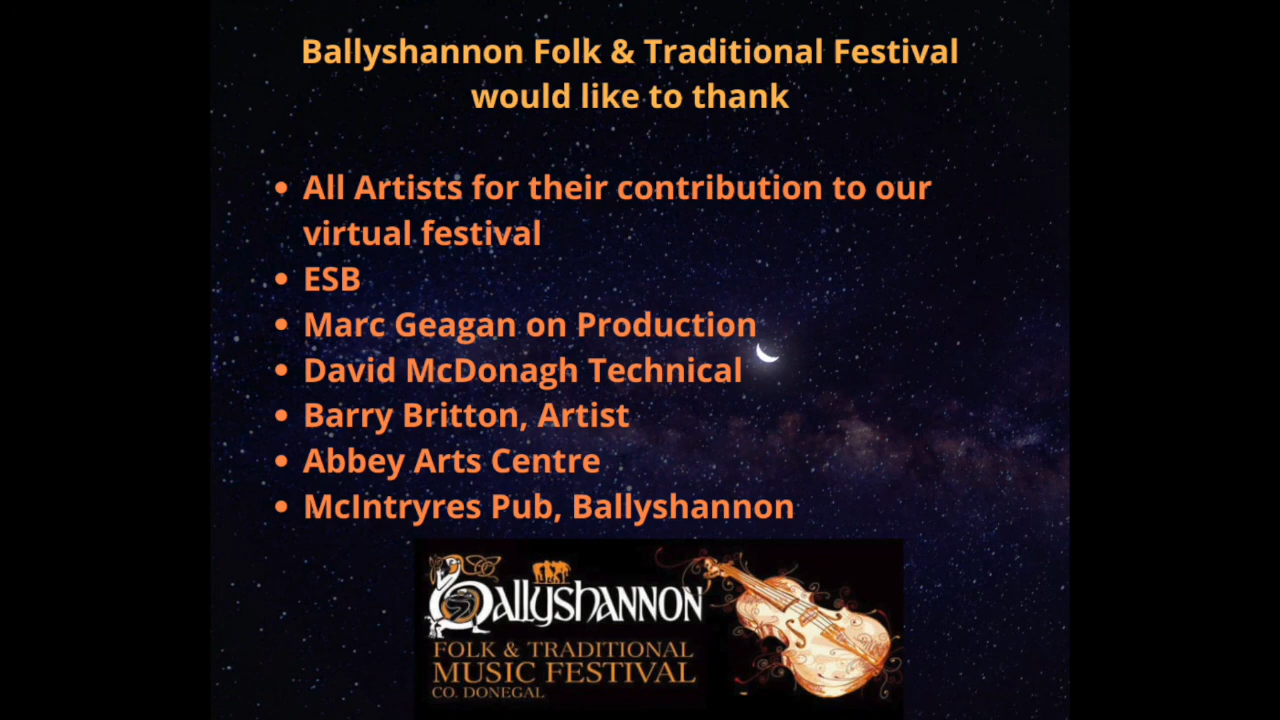 Ballyshannon Folk & Traditional Festival
would like to thank
• All Artists for their contribution to our
virtual festival
• ESB
• Marc Geagan on Production
• David McDonagh Technical
• Barry Britton, Artist
• Abbey Arts Centre
• McIntryres Pub, Ballyshannon
Ballyshannon
FOLK & TRADITIONAL
MUSIC FESTIVAL
CO. DONEGAL